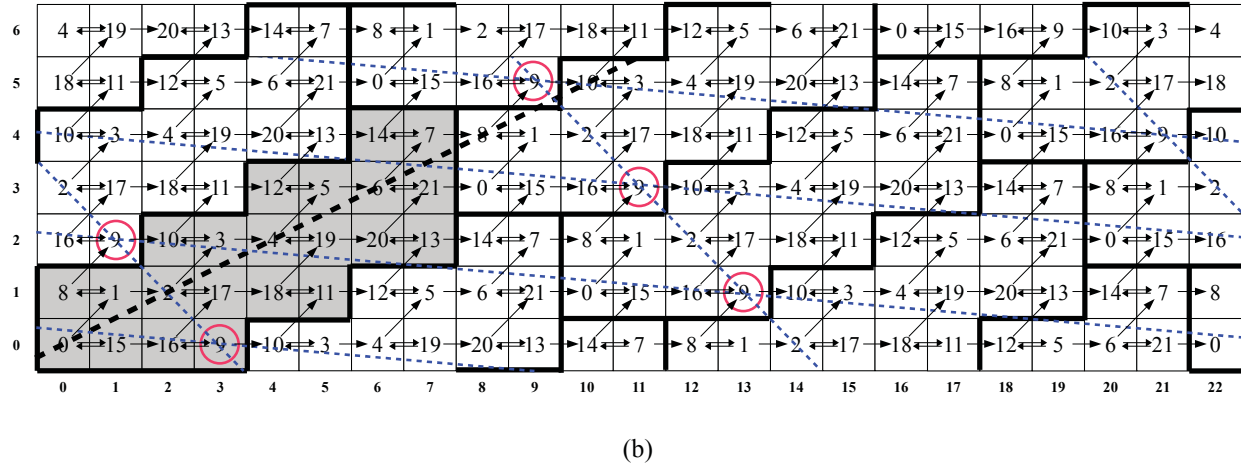 6 4 19 20 13 14 7 8 1 2 17 18 11 12 5 6 21 0 15 16 9 10 3 4
5 18 11 12 5 6 21 0 15 16 9 10 3 4 19 20 13 14 7 8 1 2 17 18
4 10 3 4 19 20 13 14 7 8 1 2 17 18 11 12 5 6 21 0 15 16 9 10
3 2 17 18 11 12 5 6 21 0 15 16 9 10 3 4 19 20 13 14 7 8 1 2
2 16 9 10 3 4 19 20 13 14 7 8 1 2 17 18 11 12 5 6 21 0 15 16
1 8 1 2 17 18 11 12 5 6 21 0 15 16 9 10 3 4 19 20 13 14 7 8
0 0 15 16 9 10 3 4 19 20 13 14 7 8 1 2 17 18 11 12 5 6 21 0
0 1 2 3 4 5 6 7 8 9 10 11 12 13 14 15 16 17 18 19 20 21 22
(b)